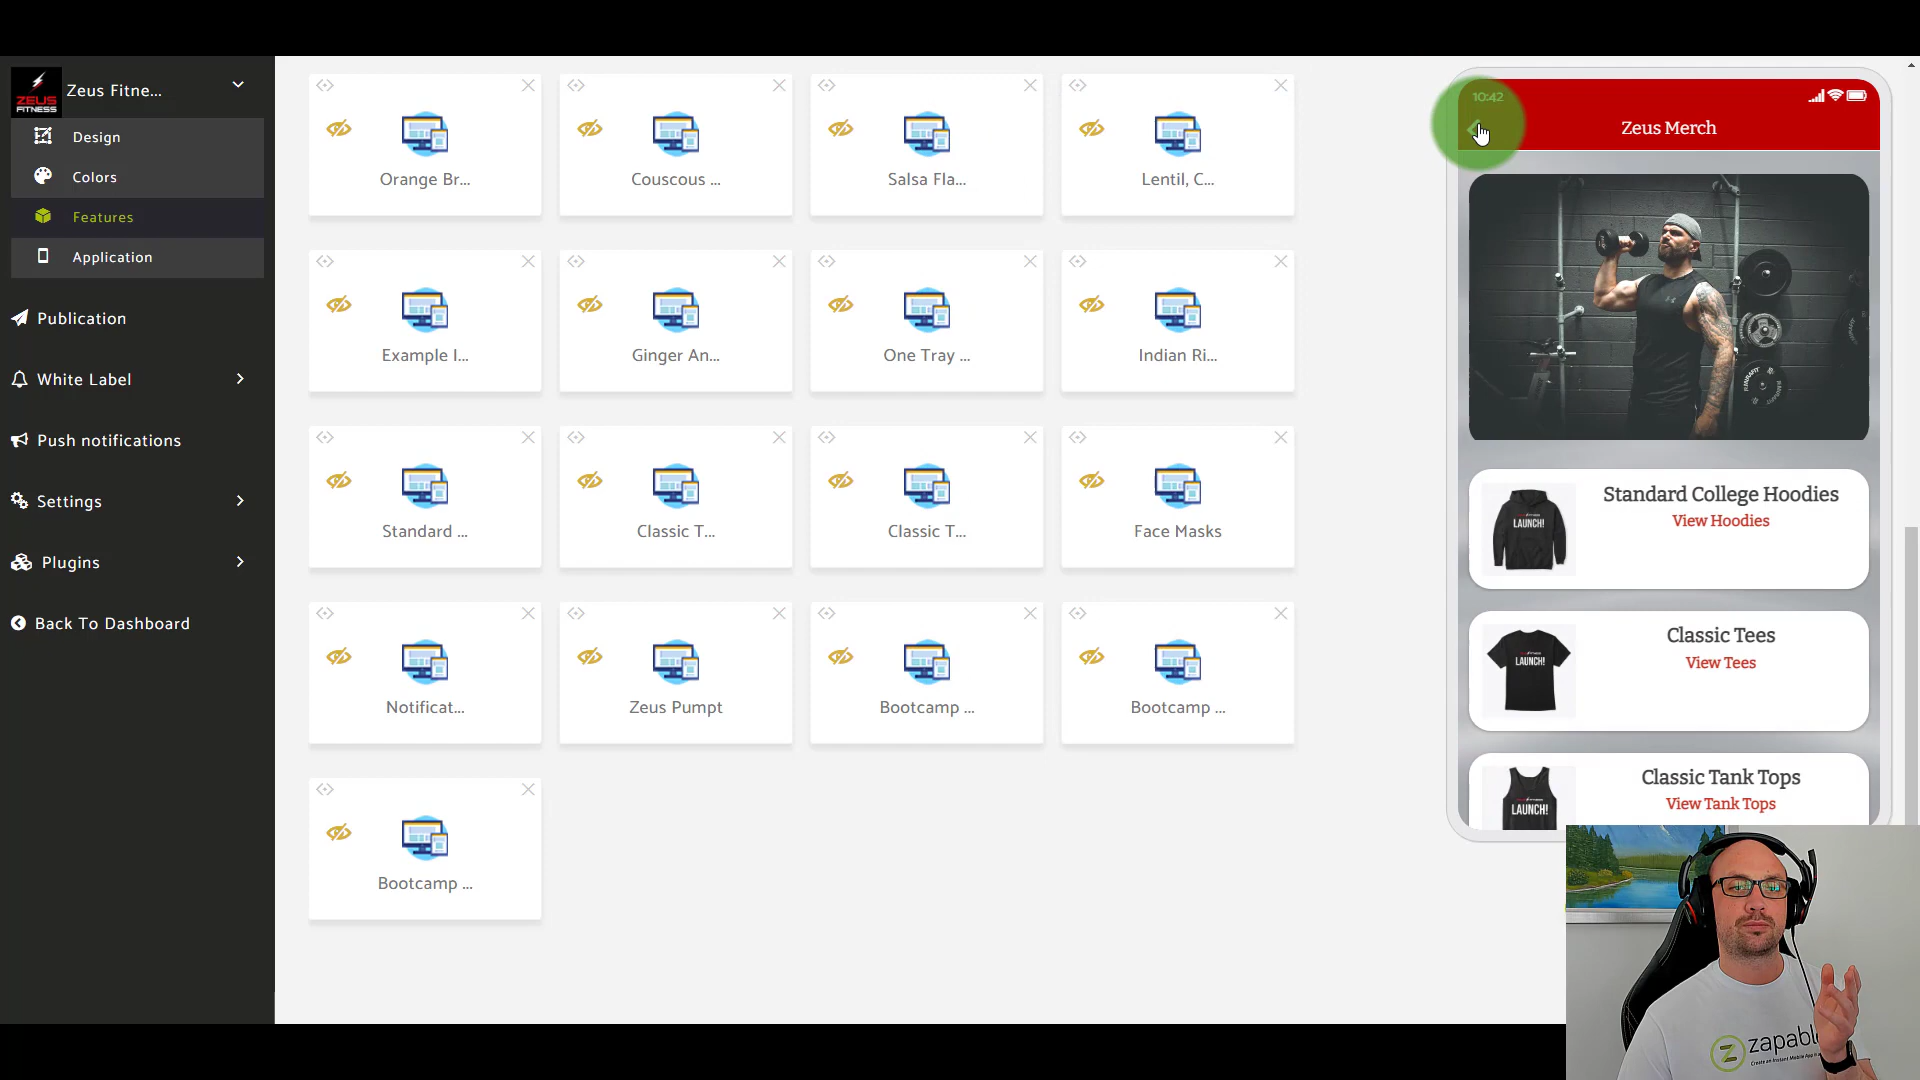 ZEUS
FITNESS
Zeus Fitne...
Design
Colors
Features
Application
Publication
White Label
Push notifications
Settings
Plugins
Back To Dashboard
Orange Br...
Couscous ...
Salsa Fla...
Lentil, C...
Example I...
Ginger An...
One Tray ...
Indian Ri...
Standard ...
Classic T...
Classic T...
Face Masks
Notificat...
Zeus Pumpt
Bootcamp ...
Bootcamp ...
Bootcamp ...
10:42
Zeus Merch
LAUNCH!
Standard College Hoodies
View Hoodies
LAUNCH!
Classic Tees
View Tees
LAUNCH!
Classic Tank Tops
View Tank Tops